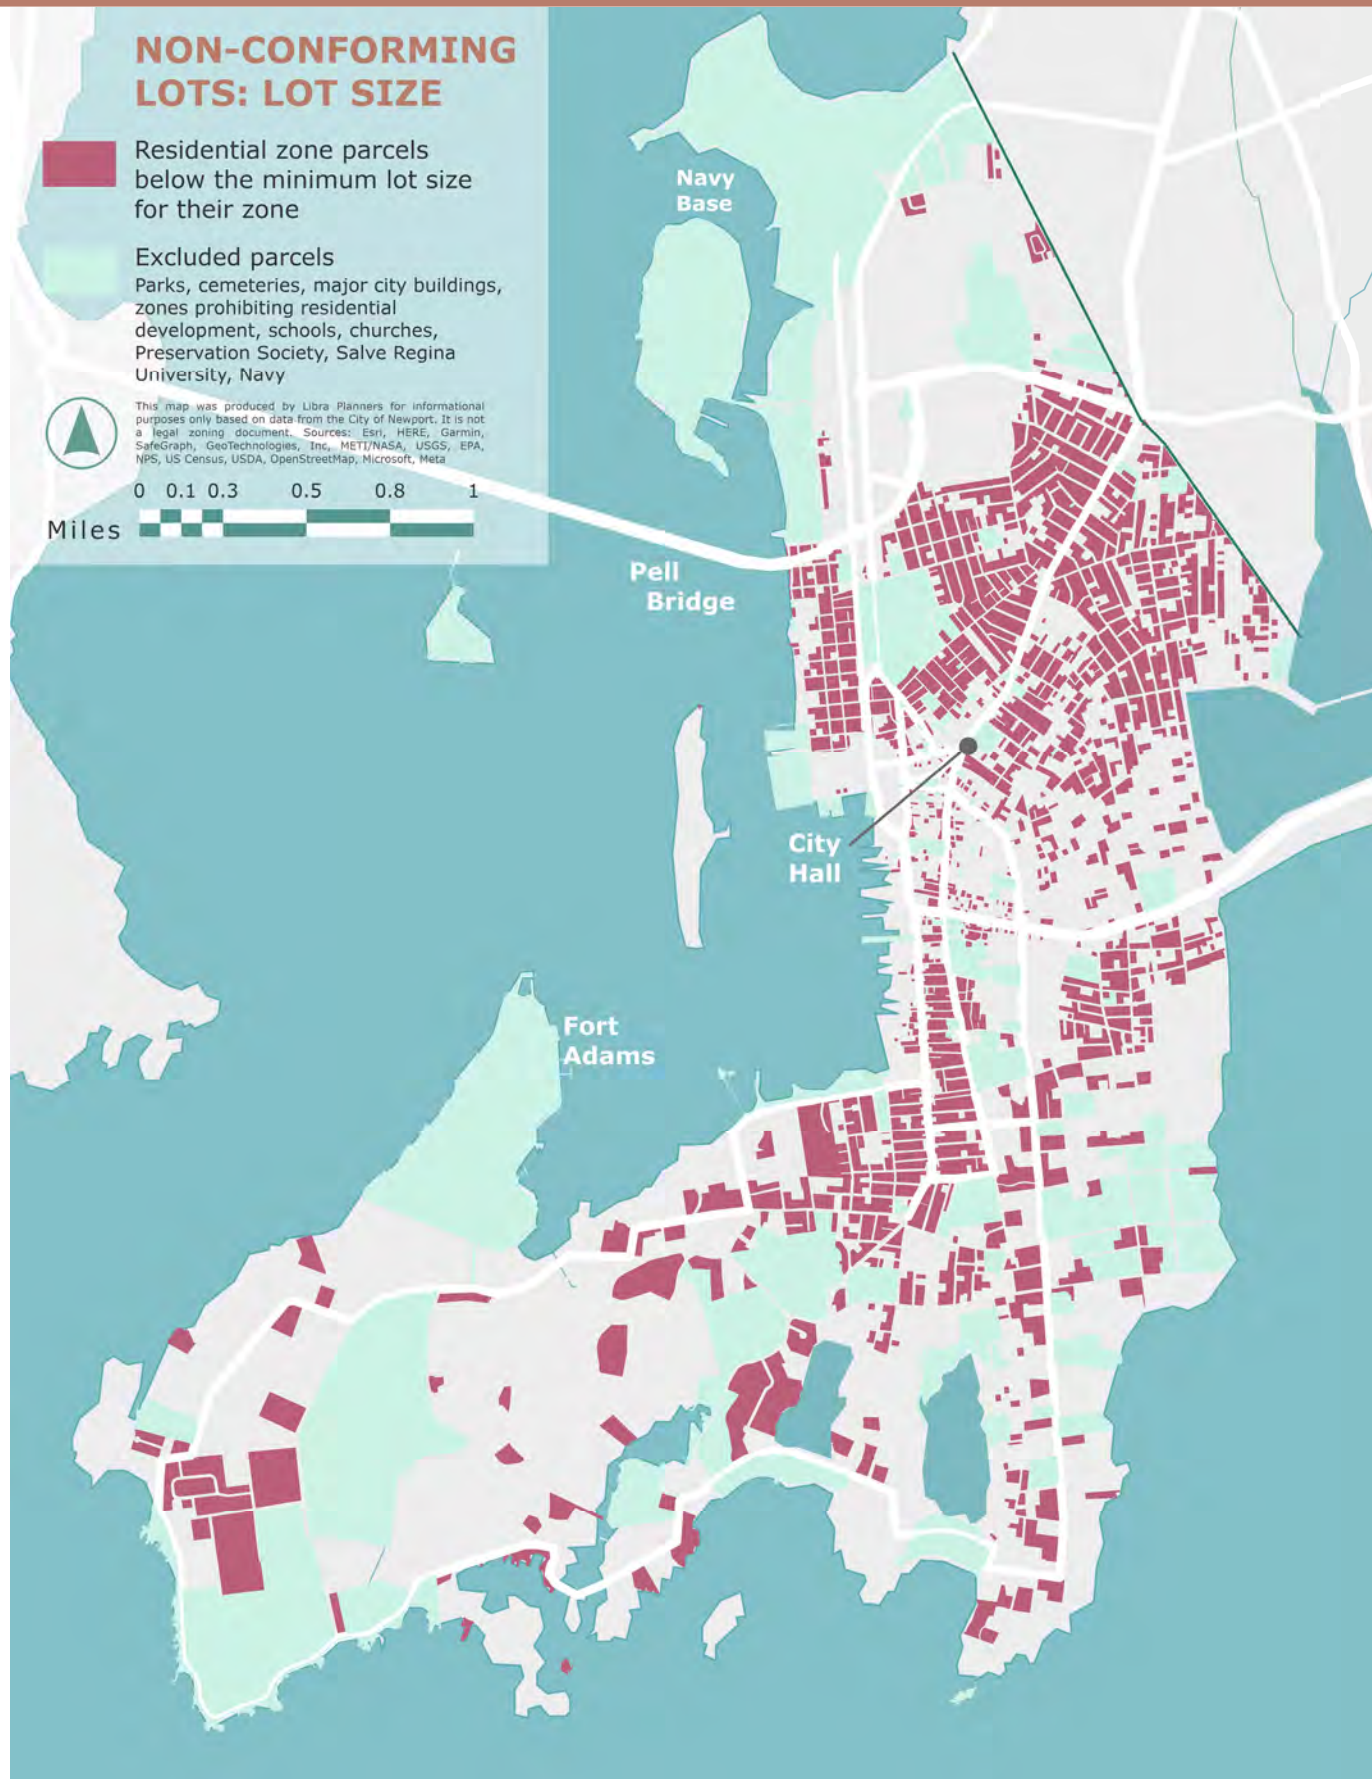 NON-CONFORMING
LOTS: LOT SIZE
Residential zone parcels
below the minimum lot size
for their zone
Excluded parcels
Parks, cemeteries, major city buildings,
zones prohibiting residential
development, schools, churches,
Preservation Society, Salve Regina
University, Navy
This map was produced by Libra Planners for informational
purposes only based on data from the City of Newport. It is not
a legal zoning document. Sources: Esri, HERE, Garmin,
SafeGraph, GeoTechnologies, Inc, METI/NASA, USGS, EPA,
NPS, US Census, USDA, OpenStreetMap, Microsoft, Meta
0 0.1 0.3 0.5 0.8 1
Miles
Navy
Base
Pell
Bridge
City
Hall
Fort
Adams